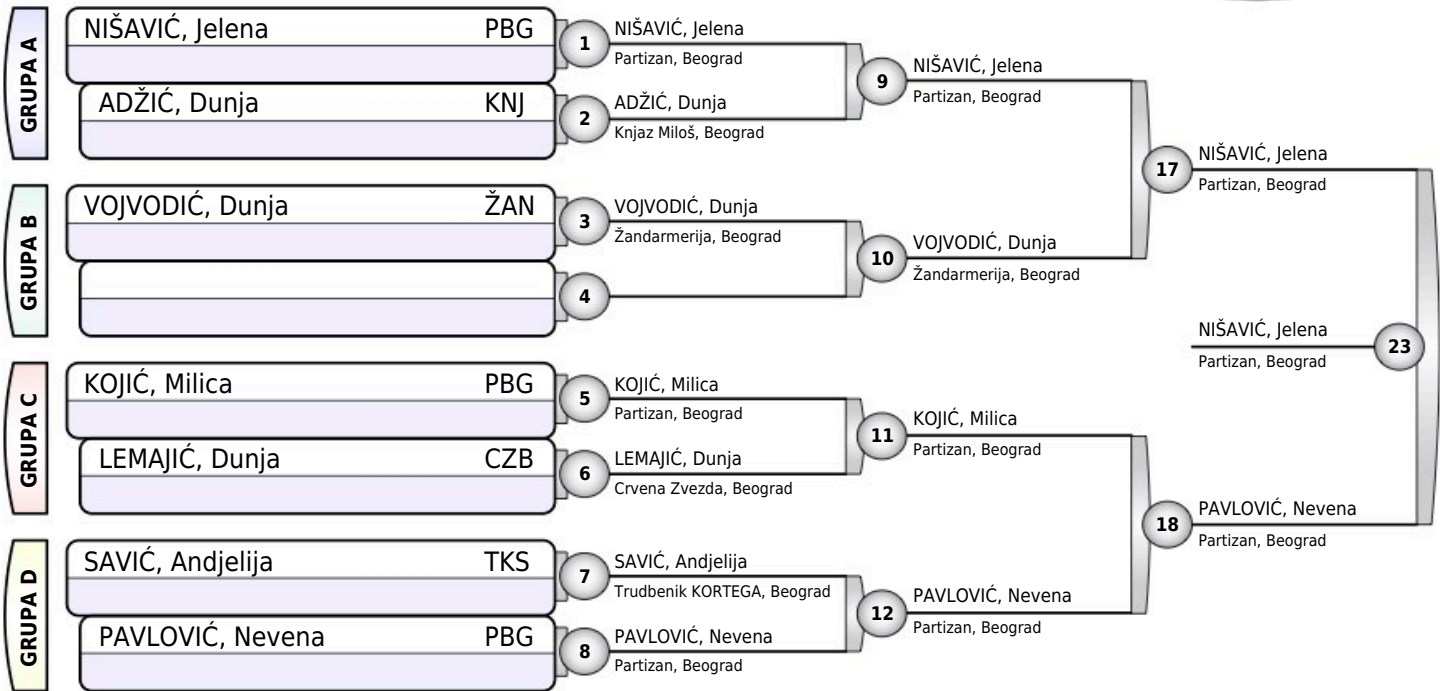 GRUPA A
NIŠAVIĆ, Jelena PBG
ADŽIĆ, Dunja KNJ
GRUPA B
VOJVODIĆ, Dunja ŽAN
GRUPA C
KOJIĆ, Milica PBG
LEMAJIĆ, Dunja CZB
GRUPA D
SAVIĆ, Andjelija TKS
PAVLOVIĆ, Nevena PBG
1
NIŠAVIĆ, Jelena
Partizan, Beograd
2
ADŽIĆ, Dunja
Knjaz Miloš, Beograd
3
VOJVODIĆ, Dunja
Žandarmerija, Beograd
4
5
KOJIĆ, Milica
Partizan, Beograd
6
LEMAJIĆ, Dunja
Crvena Zvezda, Beograd
7
SAVIĆ, Andjelija
Trudbenik KORTEGA, Beograd
8
PAVLOVIĆ, Nevena
Partizan, Beograd
9
NIŠAVIĆ, Jelena
Partizan, Beograd
10
VOJVODIĆ, Dunja
Žandarmerija, Beograd
11
KOJIĆ, Milica
Partizan, Beograd
12
PAVLOVIĆ, Nevena
Partizan, Beograd
17
NIŠAVIĆ, Jelena
Partizan, Beograd
18
PAVLOVIĆ, Nevena
Partizan, Beograd
NIŠAVIĆ, Jelena
Partizan, Beograd
23